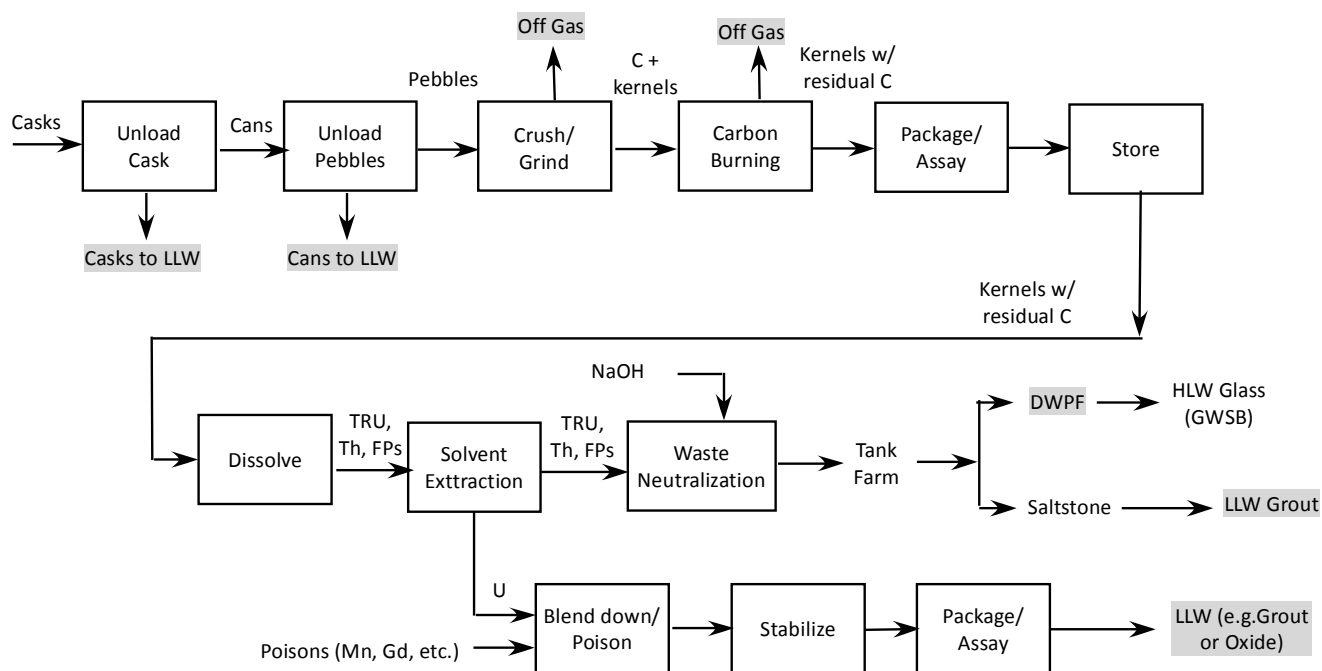 Off Gas
Off Gas
Pebbles
C +
kernels
Kernels w/
residual C
Casks
Unload
Cask
Cans
Unload
Pebbles
Crush/
Grind
Carbon
Burning
Package/
Assay
Store
Casks to LLW
Cans to LLW
Kernels w/
residual C
NaOH
Dissolve
TRU,
Th, FPs
Solvent
Exttraction
TRU,
Th, FPs
Waste
Neutralization
Tank
Farm
DWPF
HLW Glass
(GWSB)
Saltstone
LLW Grout
U
Poisons (Mn, Gd, etc.)
Blend down/
Poison
Stabilize
Package/
Assay
LLW (e.g.Grout
or Oxide)